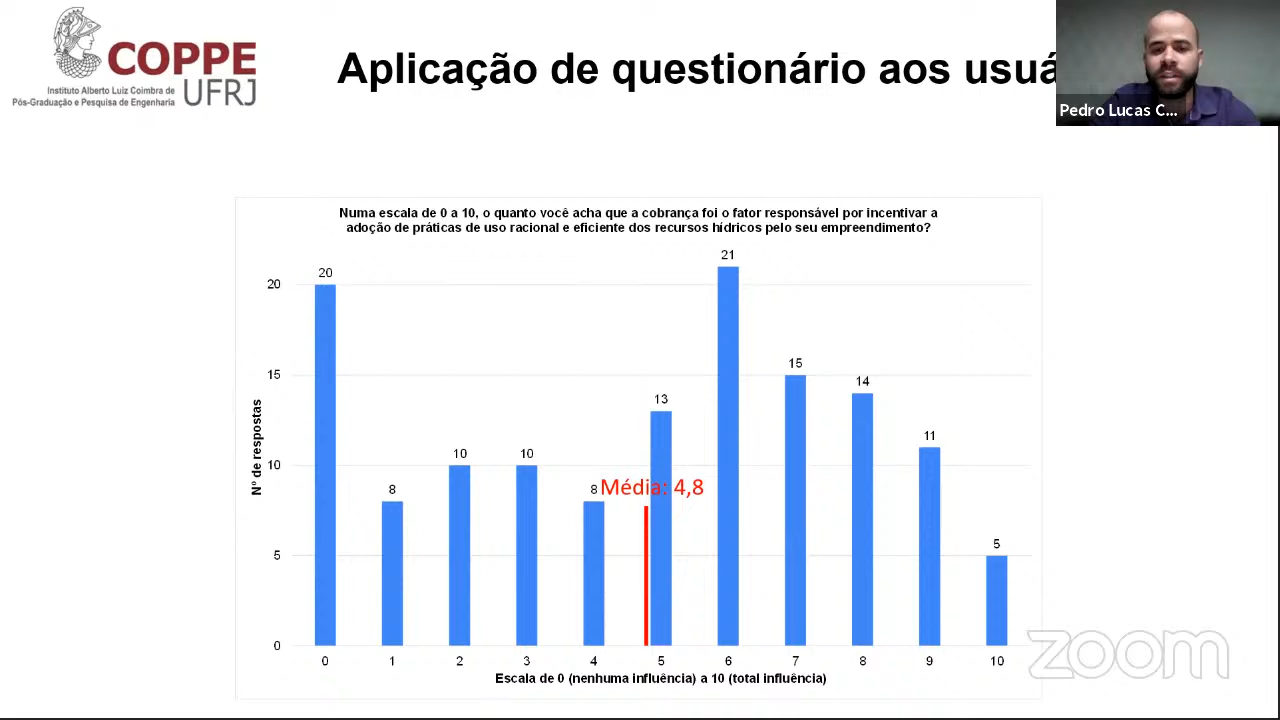 COPPE
UFRJ
Instituto Alberto Luiz Coimbra de
Pós-Graduação e Pesquisa de Engenharia
Aplicação de questionário aos usuá
Pedro Lucas C...
Numa escala de 0 a 10, o quanto você acha que a cobrança foi o fator responsável por incentivar a
adoção de práticas de uso racional e eficiente dos recursos hídricos pelo seu empreendimento?
Nº de respostas
20
15
10
5
0
20
8
10
10
8
13
21
15
14
11
5
Média: 4,8
0 1 2 3 4 5 6 7 8 9 10
Escala de 0 (nenhuma influência) a 10 (total influência)
zoom